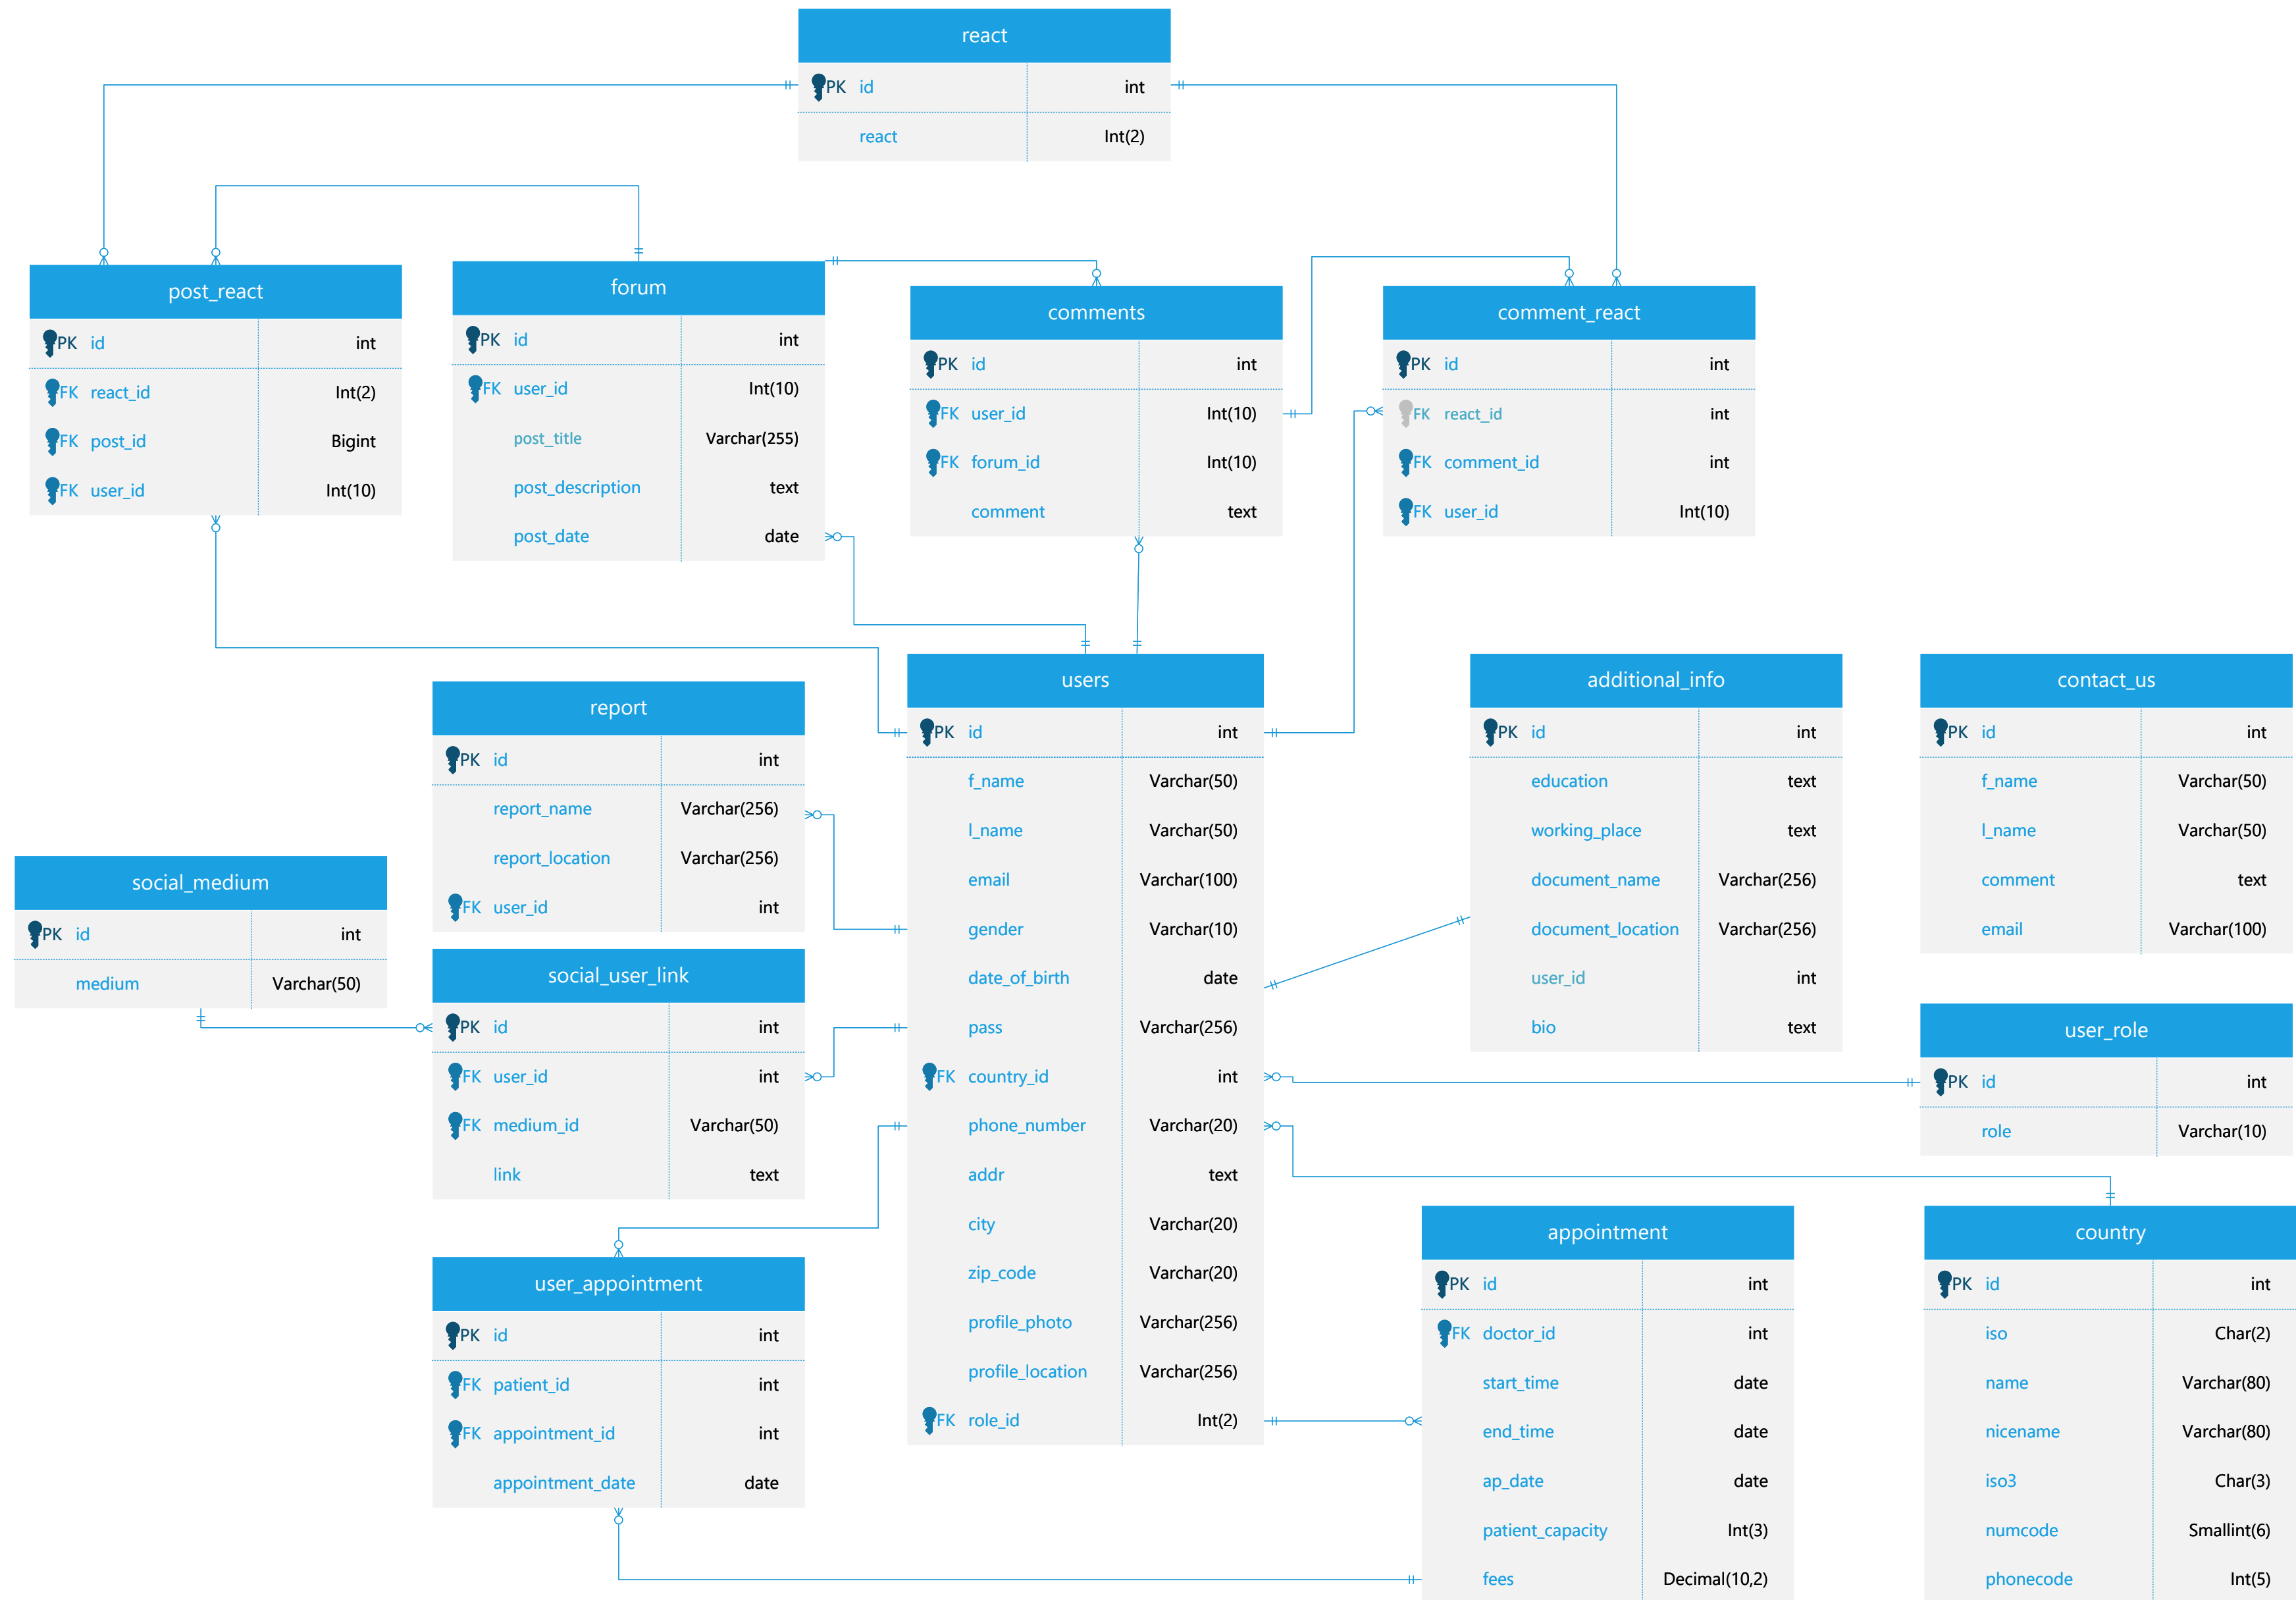 react
PK id int
react Int(2)
post_react
PK id int
FK react_id Int(2)
FK post_id Bigint
FK user_id Int(10)
forum
PK id int
FK user_id Int(10)
post_title Varchar(255)
post_description text
post_date date
comments
PK id int
FK user_id Int(10)
FK forum_id Int(10)
comment text
comment_react
PK id int
FK react_id int
FK comment_id int
FK user_id Int(10)
report
PK id int
report_name Varchar(256)
report_location Varchar(256)
FK user_id int
users
PK id int
f_name Varchar(50)
l_name Varchar(50)
email Varchar(100)
gender Varchar(10)
date_of_birth date
pass Varchar(256)
FK country_id int
phone_number Varchar(20)
addr text
city Varchar(20)
zip_code Varchar(20)
profile_photo Varchar(256)
profile_location Varchar(256)
FK role_id Int(2)
additional_info
PK id int
education text
working_place text
document_name Varchar(256)
document_location Varchar(256)
user_id int
bio text
contact_us
PK id int
f_name Varchar(50)
l_name Varchar(50)
comment text
email Varchar(100)
social_medium
PK id int
medium Varchar(50)
social_user_link
PK id int
FK user_id int
FK medium_id Varchar(50)
link text
user_role
PK id int
role Varchar(10)
user_appointment
PK id int
FK patient_id int
FK appointment_id int
appointment_date date
appointment
PK id int
FK doctor_id int
start_time date
end_time date
ap_date date
patient_capacity Int(3)
fees Decimal(10,2)
country
PK id int
iso Char(2)
name Varchar(80)
nicename Varchar(80)
iso3 Char(3)
numcode Smallint(6)
phonecode Int(5)